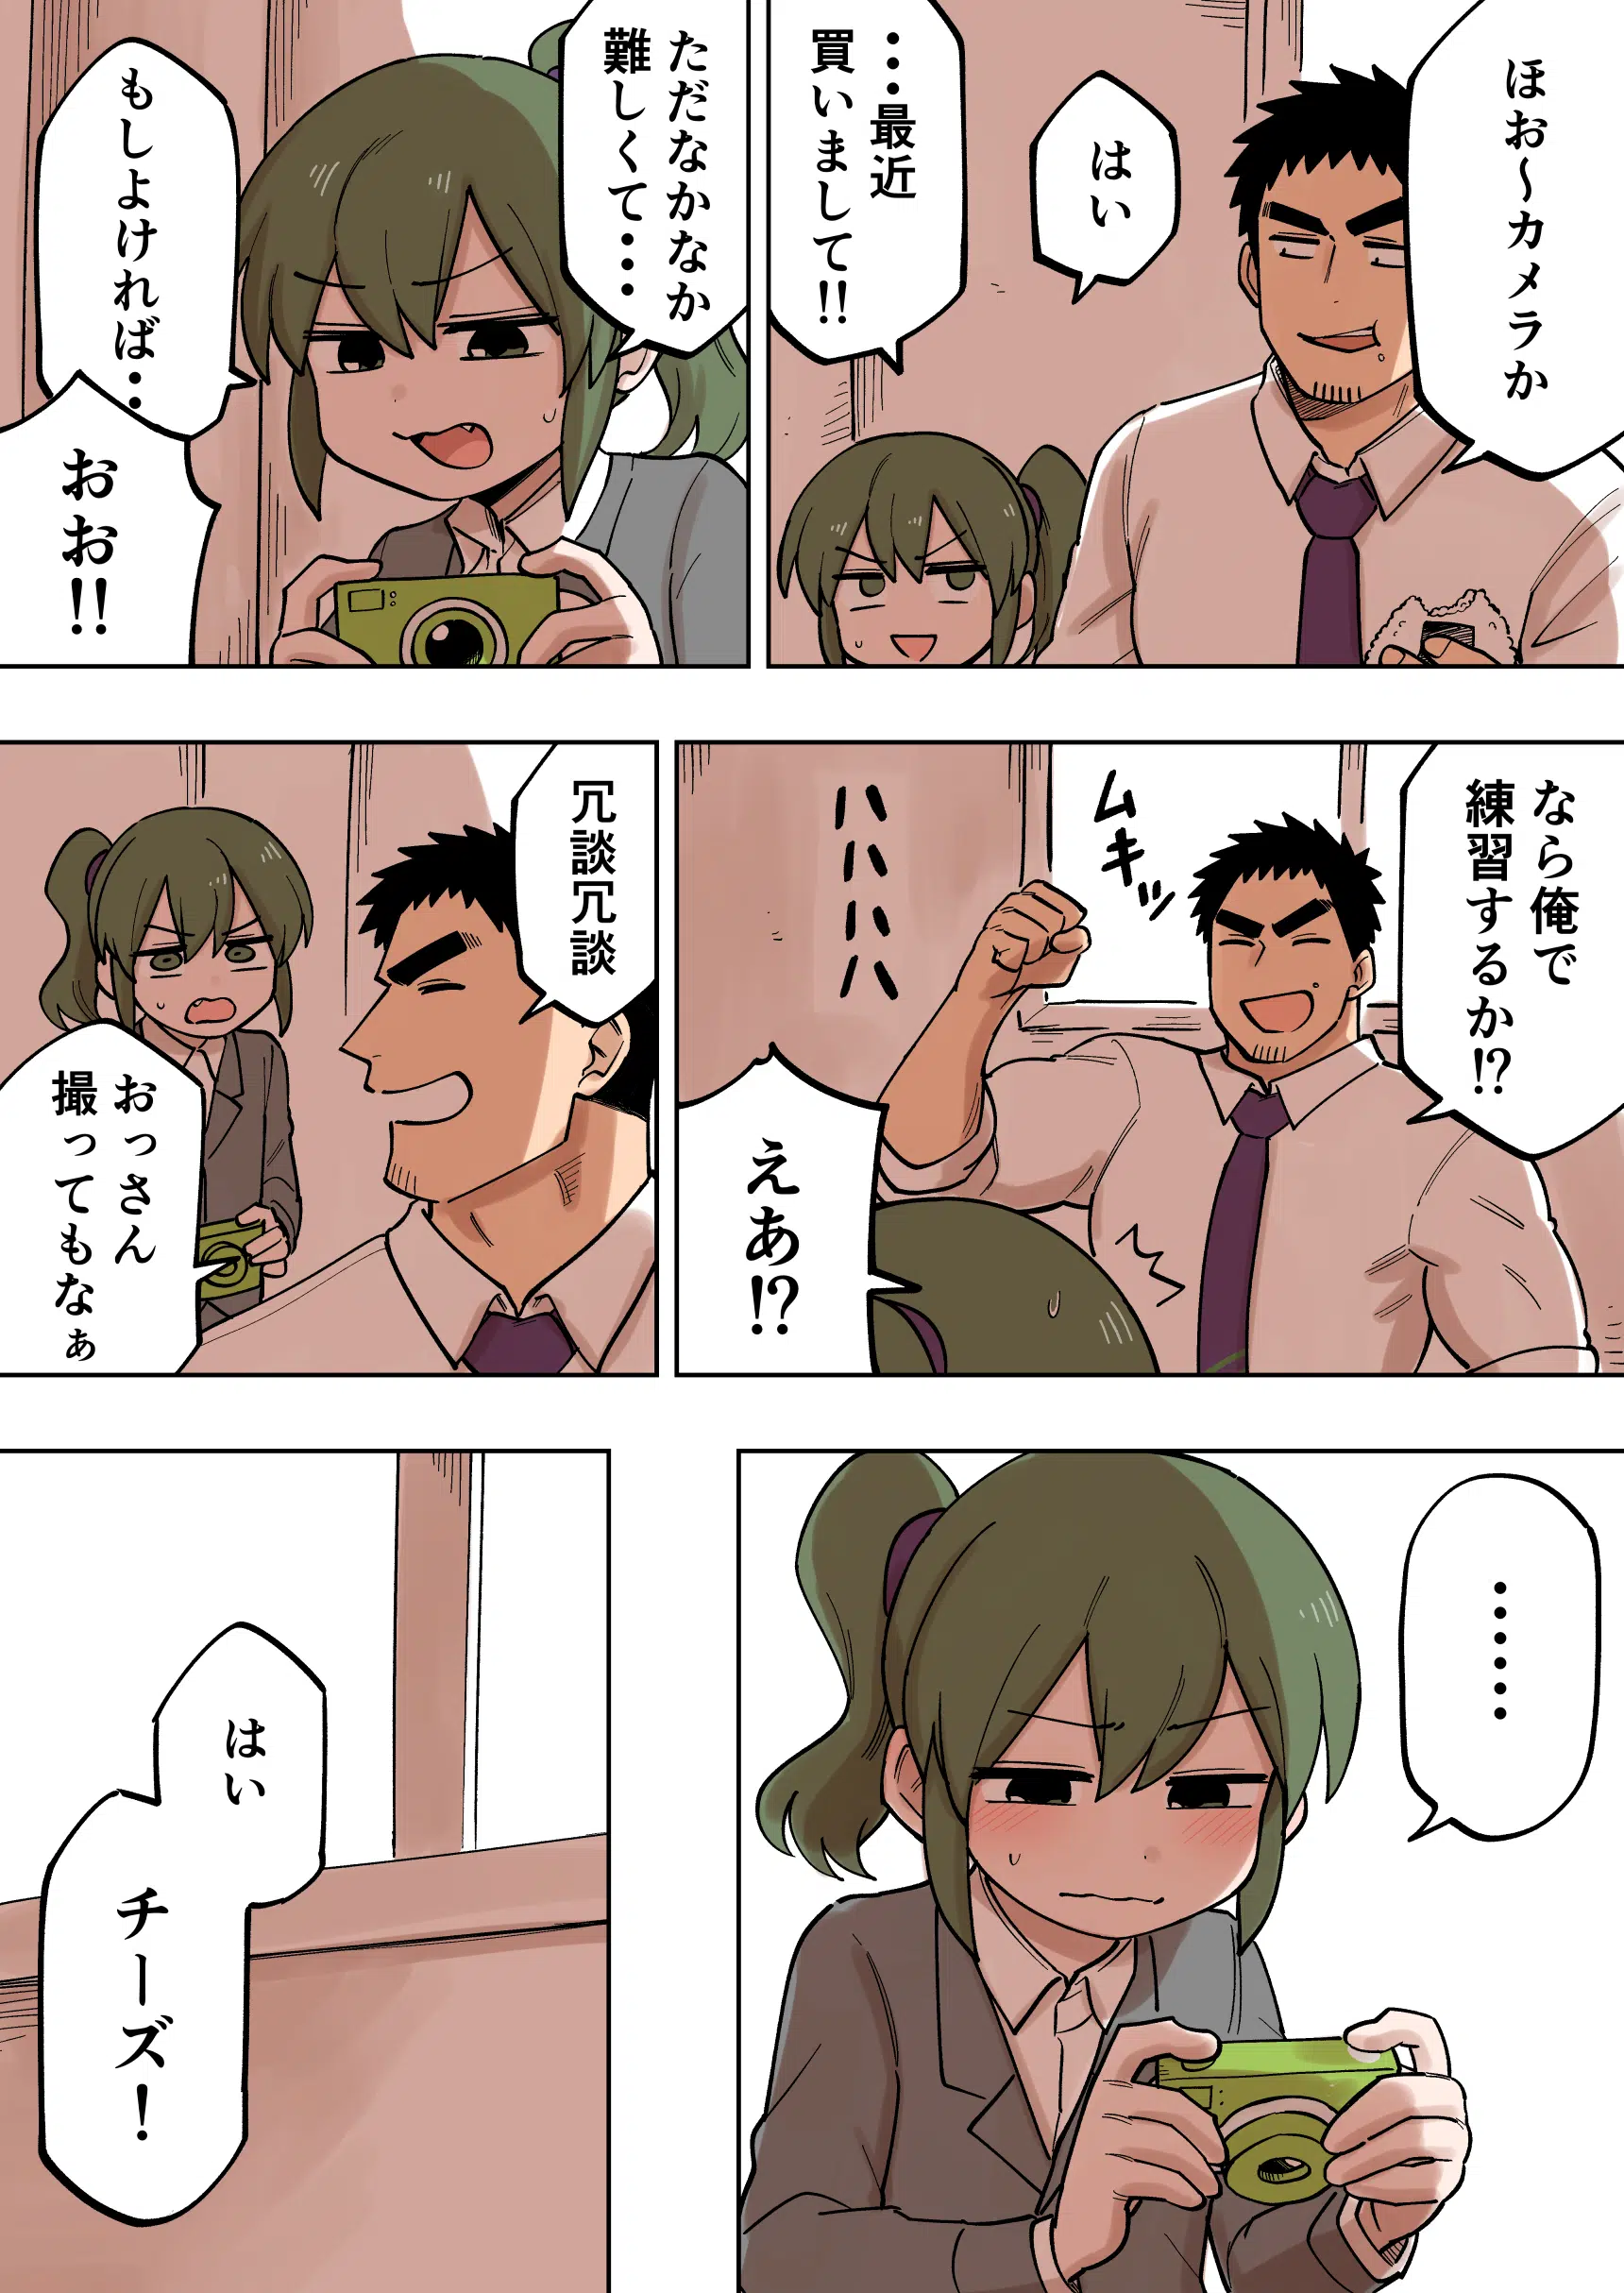 ほお～カメラか
はい
・・・最近
買いまして!!
ただなかなか
難しくて・・・
もしよければ・・
おお!!
なら俺で
練習するか!?
ムキッ
ハハハハ
えあ!?
冗談冗談
おっさん
撮ってもなぁ
・・・・・・
はい
チーズ！